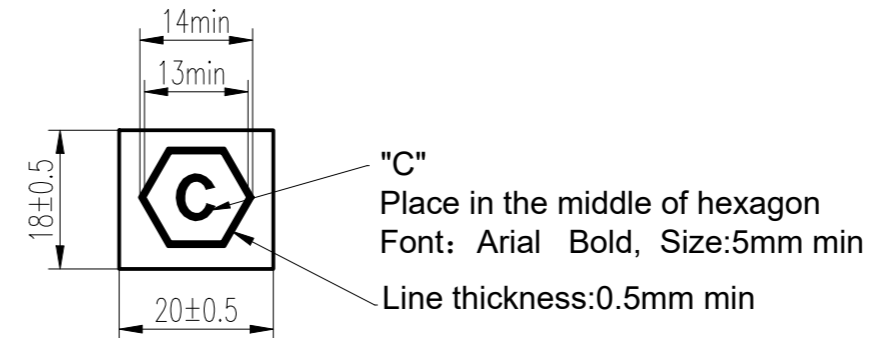 14min
13min
18±0.5
C
"C"
Place in the middle of hexagon
Font： Arial Bold, Size:5mm min
Line thickness:0.5mm min
20±0.5